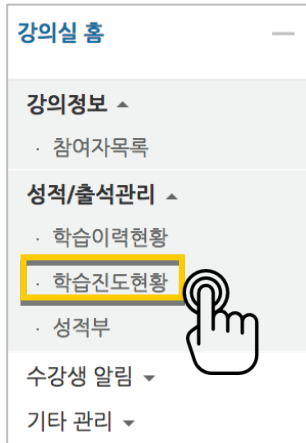 강의실 홈 —
강의정보 ▲
· 참여자목록
성적/출석관리 ▲
· 학습이력현황
· 학습진도현황
· 성적부
수강생 알림 ▼
기타 관리 ▼